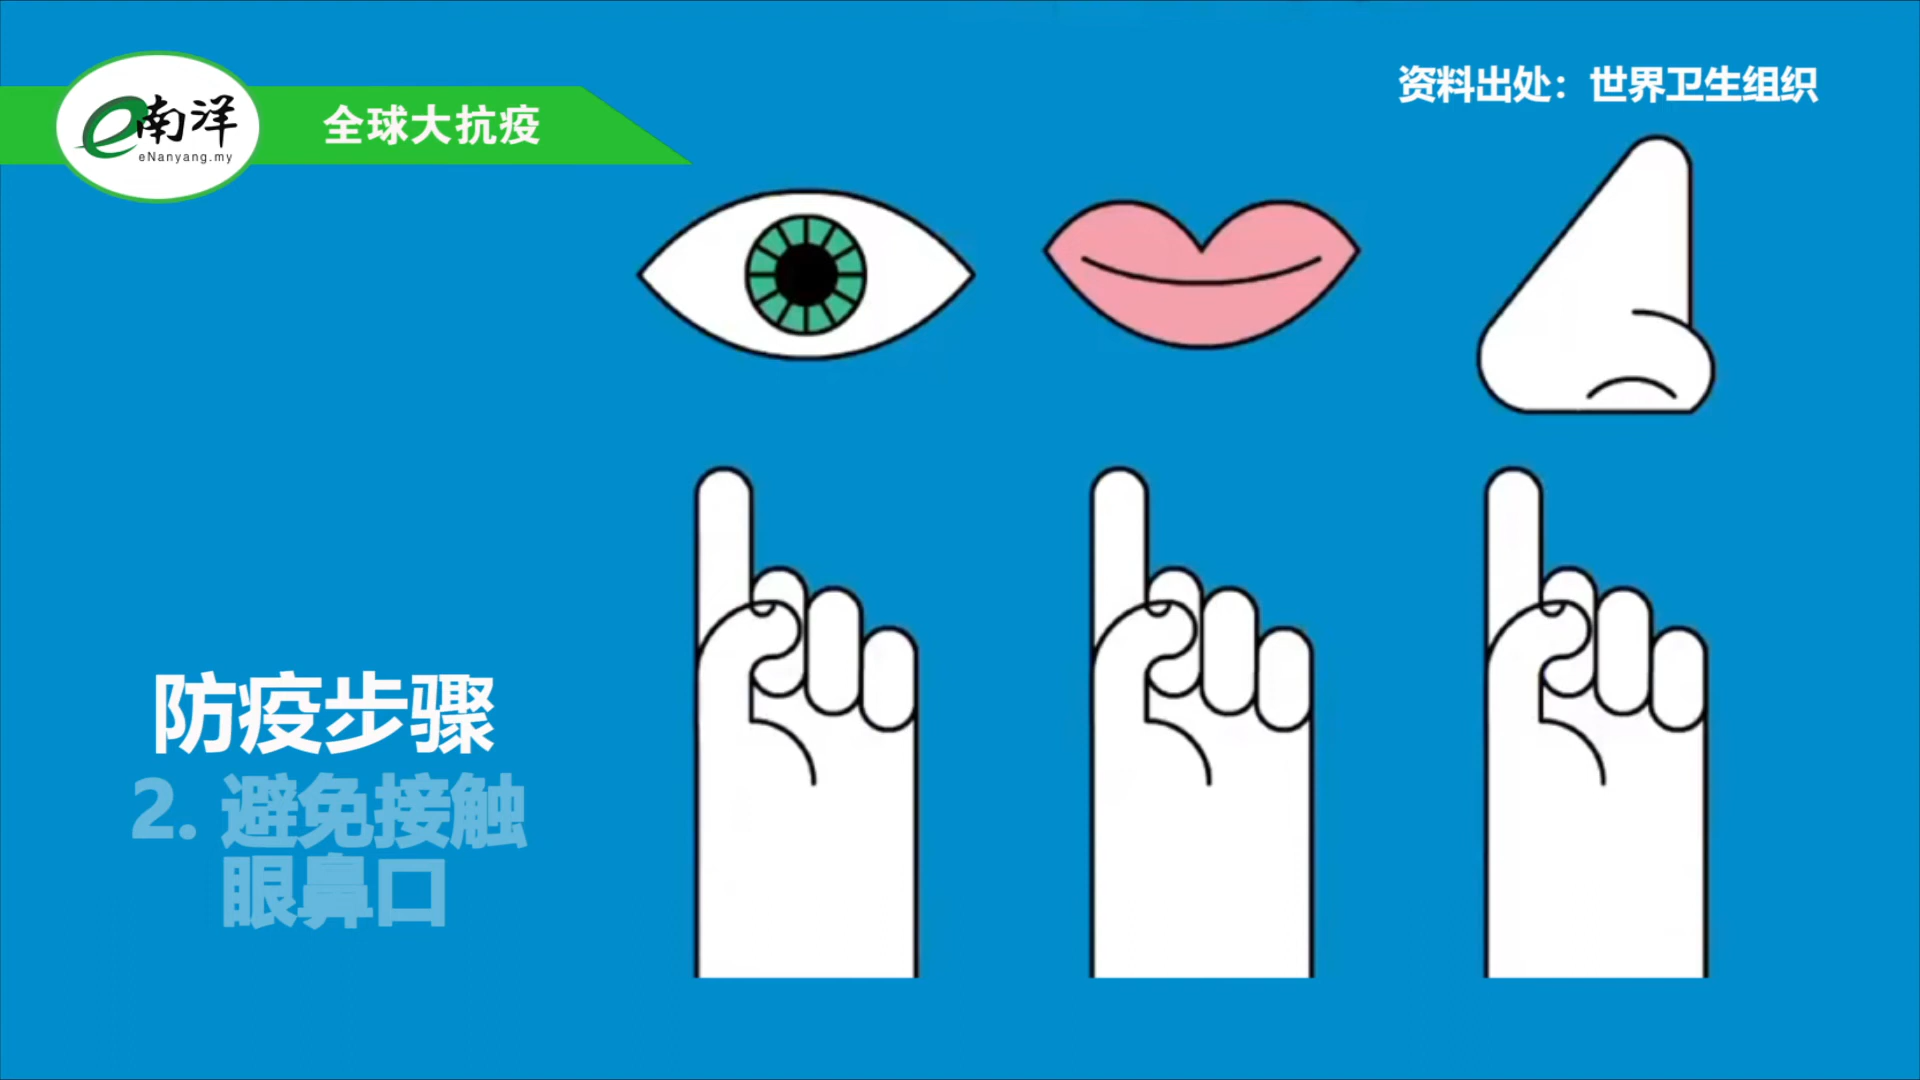 e南洋
eNanyang.my
全球大抗疫
资料出处：世界卫生组织
防疫步骤
2. 避免接触
眼鼻口